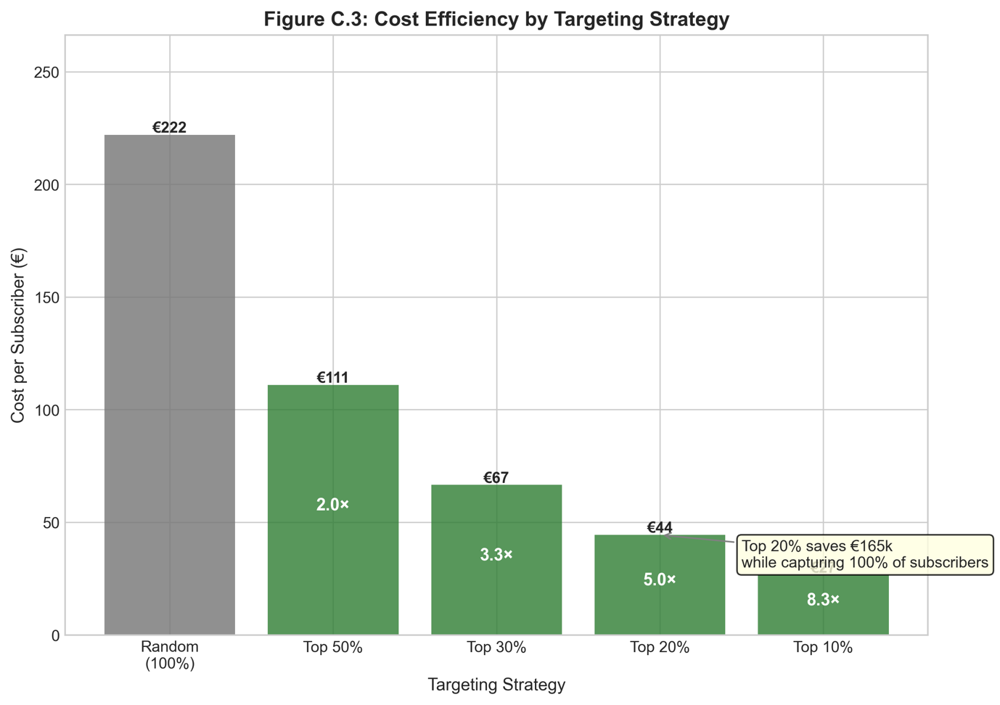 Figure C.3: Cost Efficiency by Targeting Strategy
250
200
150
100
50
0
Cost per Subscriber (€)
€222
€111
2.0×
€67
3.3×
€44
5.0×
€27
8.3×
Top 20% saves €165k
while capturing 100% of subscribers
Random
(100%)
Top 50%
Top 30%
Top 20%
Top 10%
Targeting Strategy